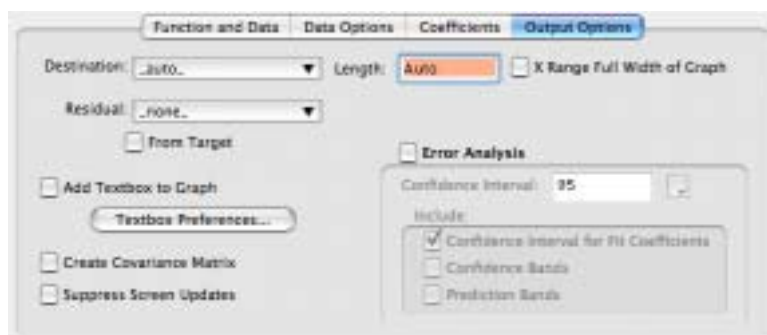 Function and Data Data Options Coefficients Output Options
Destination: _auto_ Length: Auto X Range Full Width of Graph
Residual: _none_
From Target
Error Analysis
Add Textbox to Graph
Confidence Interval: 95
Textbox Preferences...
Include:
Confidence Interval for Fit Coefficients
Create Covariance Matrix
Confidence Bands
Suppress Screen Updates
Prediction Bands